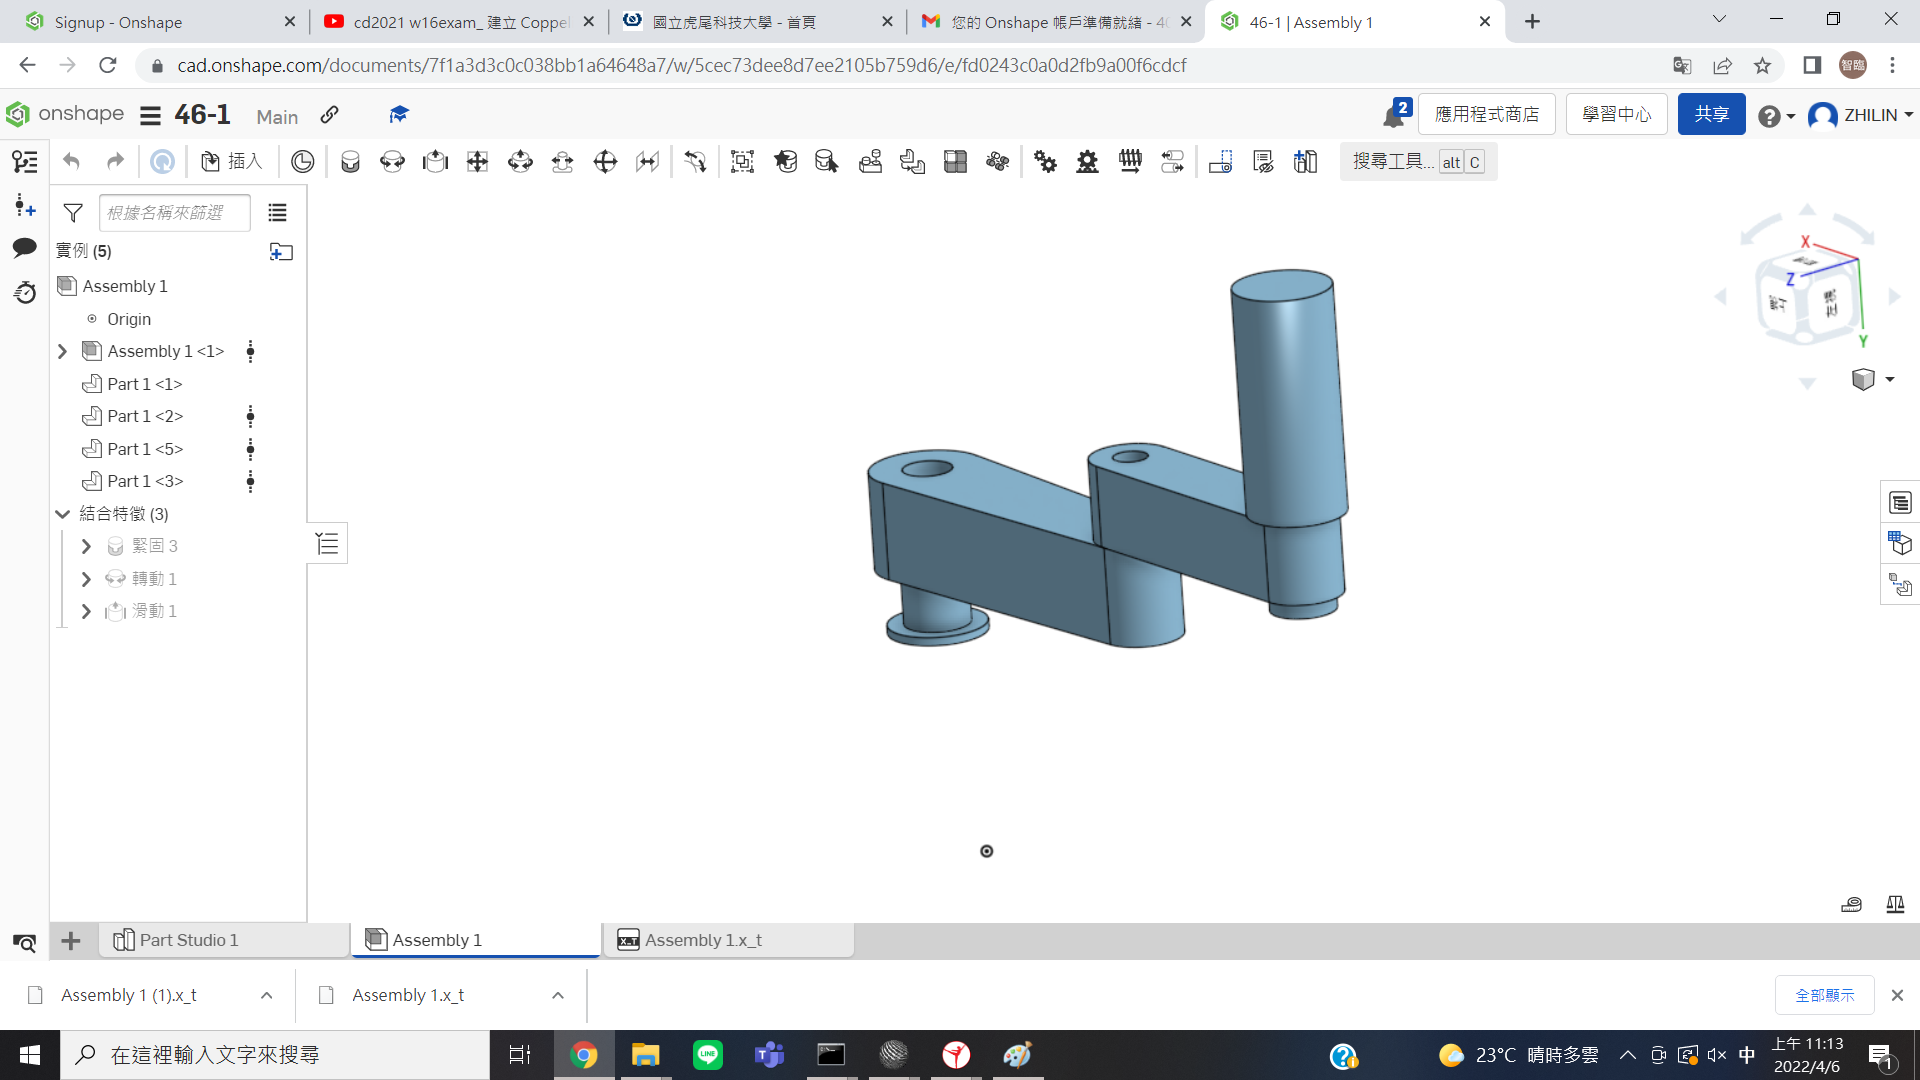 Signup - Onshape
cd2021 w16exam_ 建立 Coppel
國立虎尾科技大學 - 首頁
您的 Onshape 帳戶準備就緒 - 40
46-1 | Assembly 1
cad.onshape.com/documents/7f1a3d3c0c038bb1a64648a7/w/5cec73dee8d7ee2105b759d6/e/fd0243c0a0d2fb9a00f6cdcf
智臨
onshape
46-1
Main
2
應用程式商店
學習中心
共享
ZHILIN
插入
搜尋工具... alt C
根據名稱來篩選
實例 (5)
Assembly 1
Origin
Assembly 1 <1>
Part 1 <1>
Part 1 <2>
Part 1 <5>
Part 1 <3>
結合特徵 (3)
緊固 3
轉動 1
滑動 1
X
Z
Y
Part Studio 1
Assembly 1
X_T
Assembly 1.x_t
Assembly 1 (1).x_t
Assembly 1.x_t
全部顯示
在這裡輸入文字來搜尋
LINE
23°C 晴時多雲
中
上午 11:13
2022/4/6
1